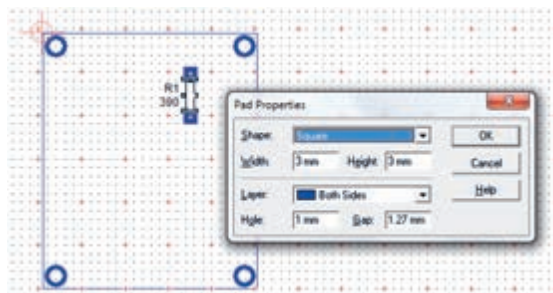 R1
390
Pad Properties
Shape: Square OK
Width: 3 mm Height: 3 mm Cancel
Layer: Both Sides Help
Hole: 1 mm Gap: 1.27 mm